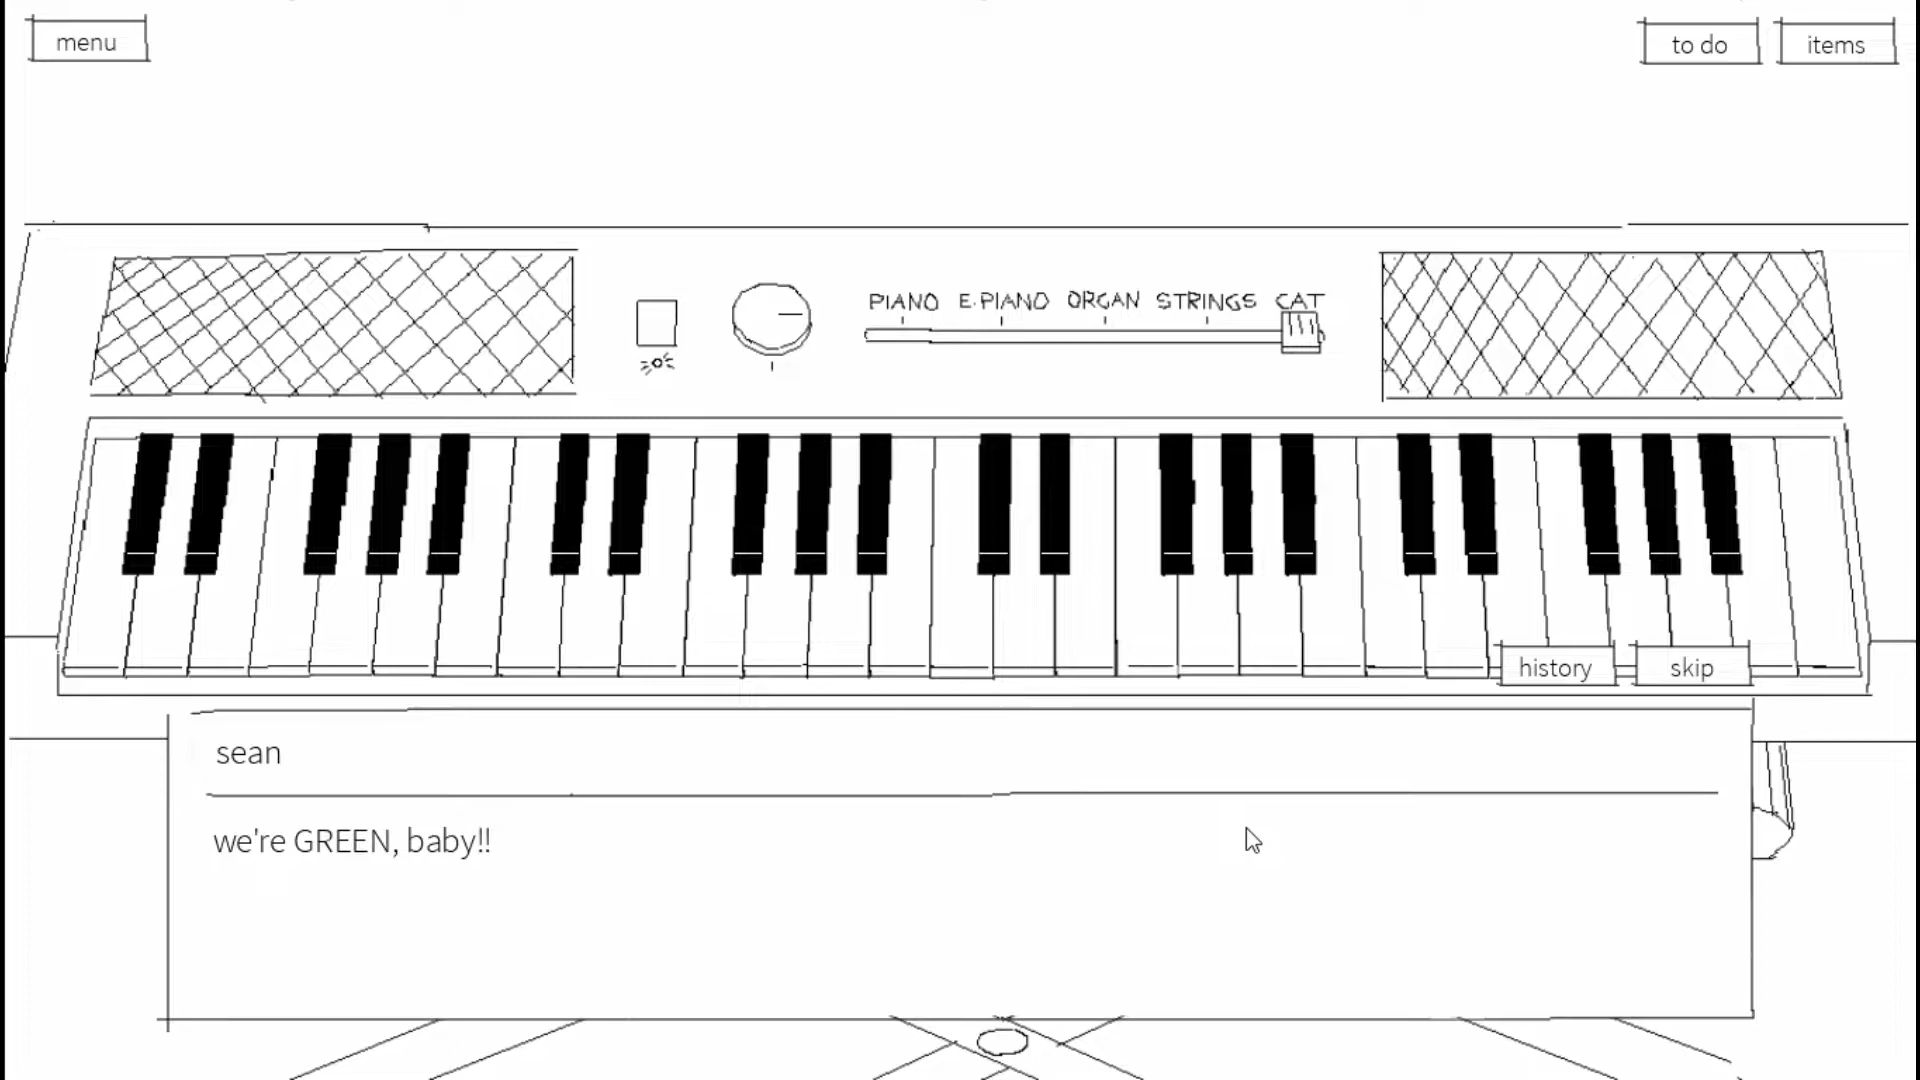 menu
to do
items
PIANO E.PIANO ORGAN STRINGS CAT
history
skip
sean
we're GREEN, baby!!